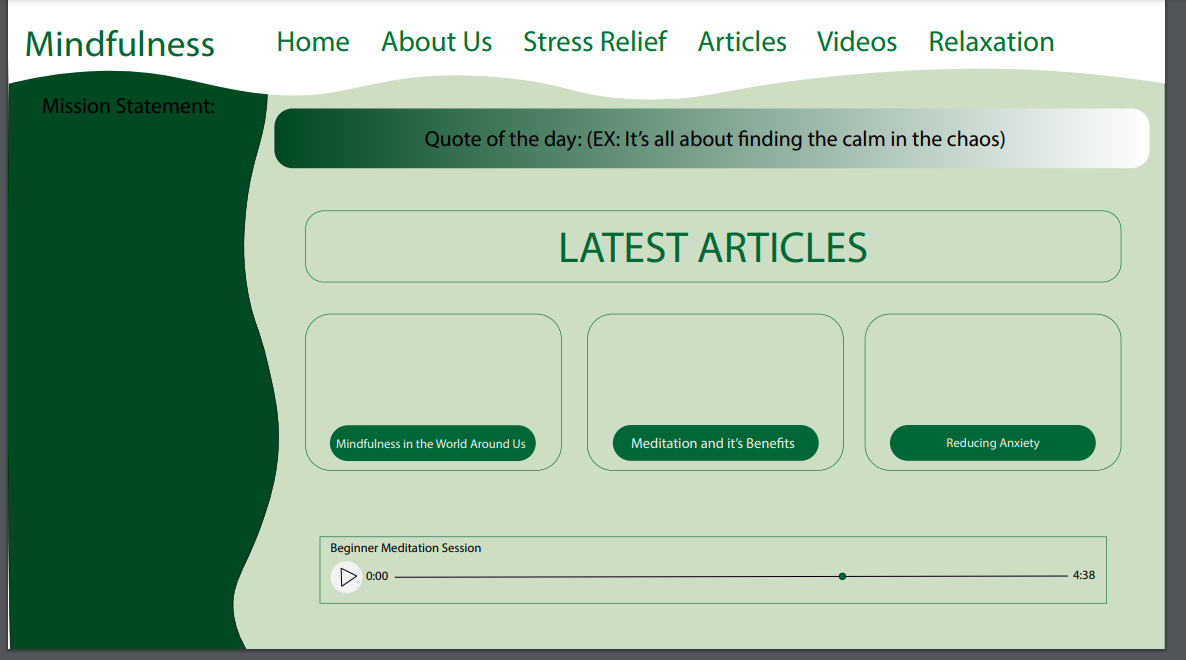 Mindfulness
Home About Us Stress Relief Articles Videos Relaxation
Mission Statement:
Quote of the day: (EX: It’s all about finding the calm in the chaos)
LATEST ARTICLES
Mindfulness in the World Around Us
Meditation and it’s Benefits
Reducing Anxiety
Beginner Meditation Session
0:00 4:38